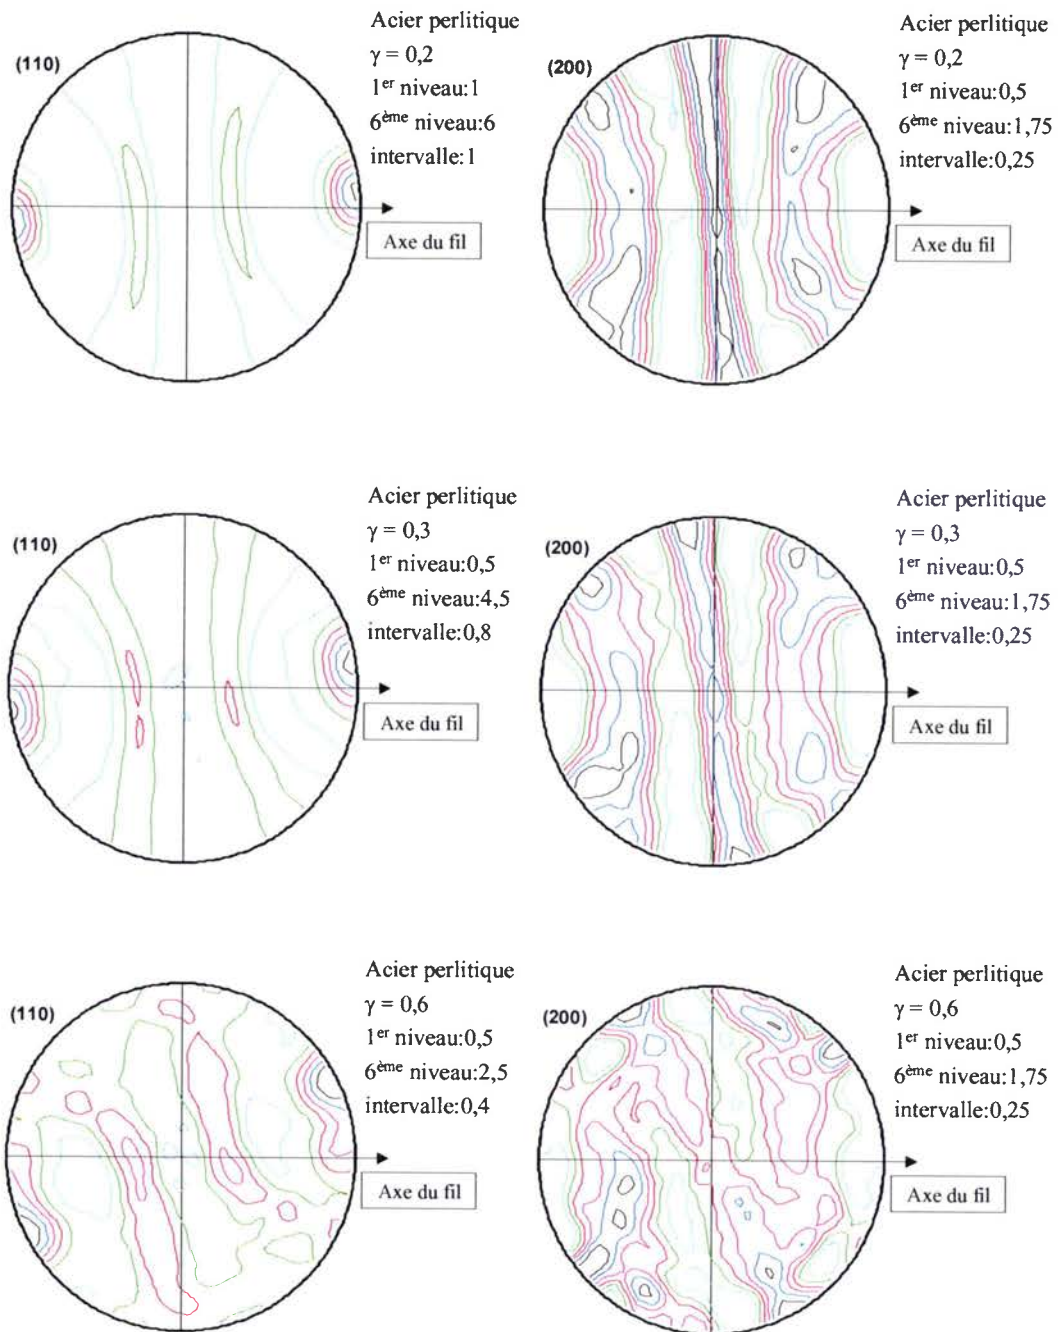 (110)
Acier perlitique
γ = 0,2
1er niveau:1
6ème niveau:6
intervalle:1
Axe du fil
(200)
Acier perlitique
γ = 0,2
1er niveau:0,5
6ème niveau:1,75
intervalle:0,25
Axe du fil
(110)
Acier perlitique
γ = 0,3
1er niveau:0,5
6ème niveau:4,5
intervalle:0,8
Axe du fil
(200)
Acier perlitique
γ = 0,3
1er niveau:0,5
6ème niveau:1,75
intervalle:0,25
Axe du fil
(110)
Acier perlitique
γ = 0,6
1er niveau:0,5
6ème niveau:2,5
intervalle:0,4
Axe du fil
(200)
Acier perlitique
γ = 0,6
1er niveau:0,5
6ème niveau:1,75
intervalle:0,25
Axe du fil